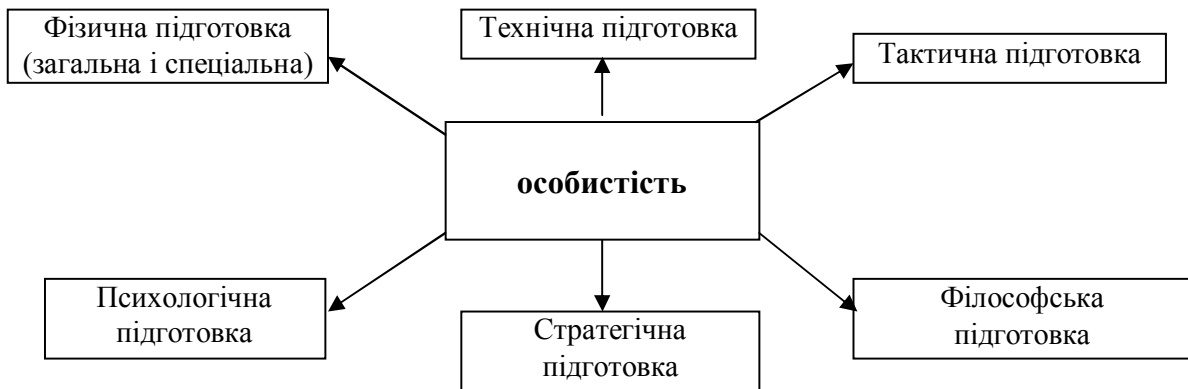 Фізична підготовка
(загальна і спеціальна)
Технічна підготовка
Тактична підготовка
особистість
Психологічна
підготовка
Стратегічна
підготовка
Філософська
підготовка